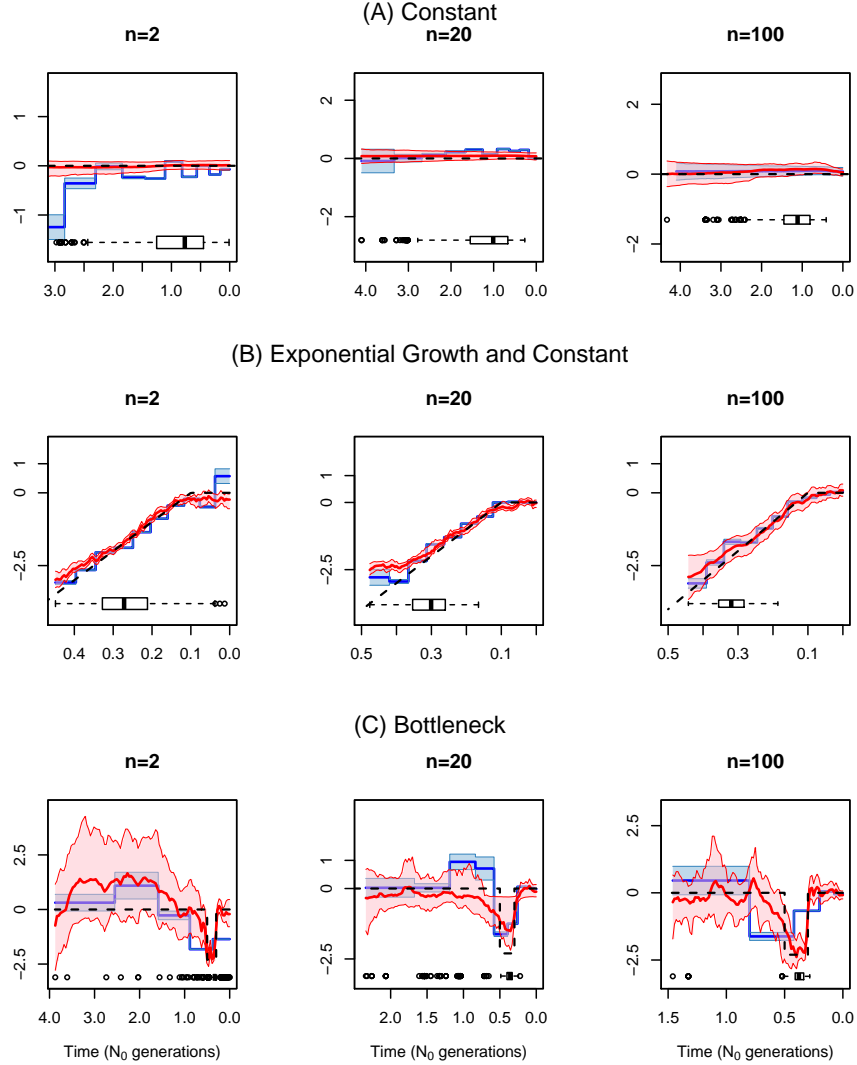 (A) Constant
n=2 n=20 n=100
1
0
-1
3.0 2.0 1.0 0.0
2
0
-2
4.0 3.0 2.0 1.0 0.0
2
0
-2
4.0 3.0 2.0 1.0 0.0
(B) Exponential Growth and Constant
n=2 n=20 n=100
1
0
-2.5
0.4 0.3 0.2 0.1 0.0
1
0
-2.5
0.5 0.3 0.1
1
0
-2.5
0.5 0.3 0.1
(C) Bottleneck
n=2 n=20 n=100
2.5
0
-2.5
4.0 3.0 2.0 1.0 0.0
1
0
-2.5
2.0 1.5 1.0 0.5 0.0
2.5
0
-2.5
1.5 1.0 0.5 0.0
Time (N₀ generations) Time (N₀ generations) Time (N₀ generations)